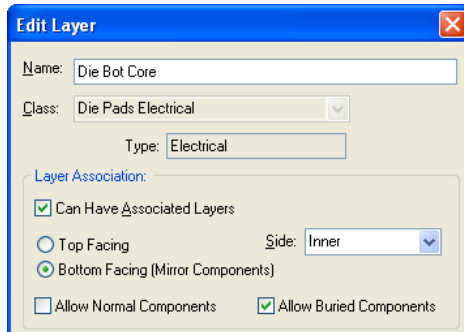 Edit Layer
Name: Die Bot Core
Class: Die Pads Electrical
Type: Electrical
Layer Association:
Can Have Associated Layers
Top Facing Side: Inner
Bottom Facing (Mirror Components)
Allow Normal Components Allow Buried Components